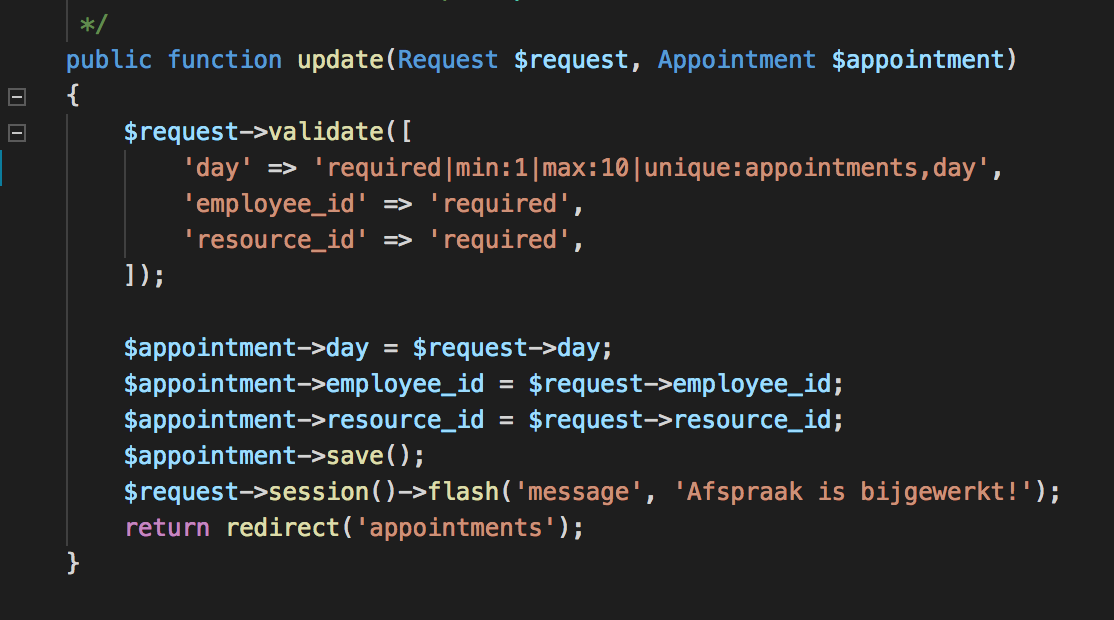 */
public function update(Request $request, Appointment $appointment)
{
    $request->validate([
        'day' => 'required|min:1|max:10|unique:appointments,day',
        'employee_id' => 'required',
        'resource_id' => 'required',
    ]);

    $appointment->day = $request->day;
    $appointment->employee_id = $request->employee_id;
    $appointment->resource_id = $request->resource_id;
    $appointment->save();
    $request->session()->flash('message', 'Afspraak is bijgewerkt!');
    return redirect('appointments');
}